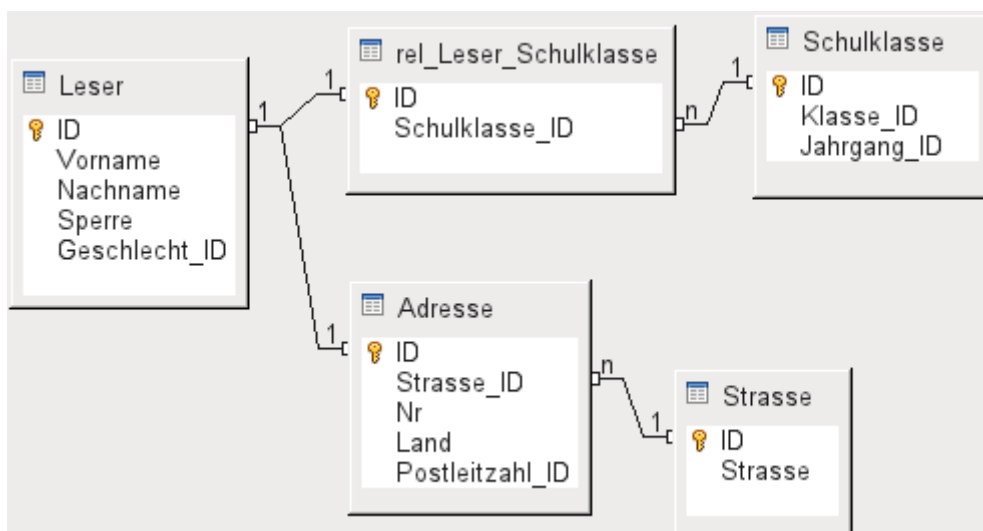 Leser
ID
Vorname
Nachname
Sperre
Geschlecht_ID
1
1
rel_Leser_Schulklasse
ID
Schulklasse_ID
n
1
Schulklasse
ID
Klasse_ID
Jahrgang_ID
1
Adresse
ID
Strasse_ID
Nr
Land
Postleitzahl_ID
n
1
Strasse
ID
Strasse